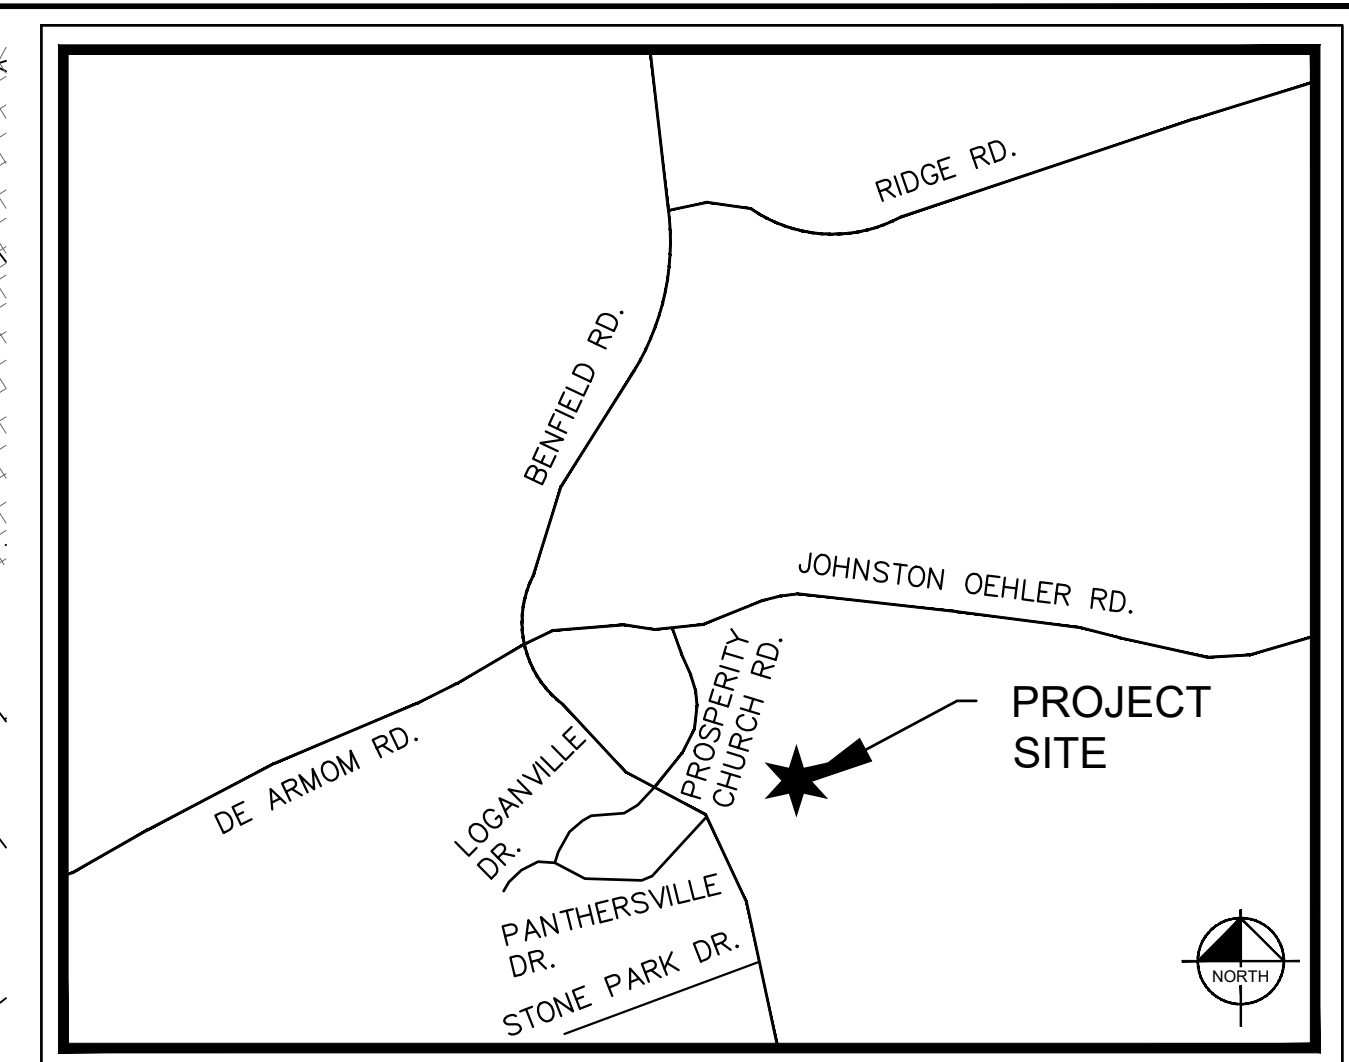 RIDGE RD.
BENFIELD RD.
JOHNSTON OEHLER RD.
PROSPERITY
CHURCH RD.
PROJECT
SITE
DE ARMOM RD.
LOGANVILLE
DR.
PANTHERSVILLE
DR.
STONE PARK DR.
NORTH